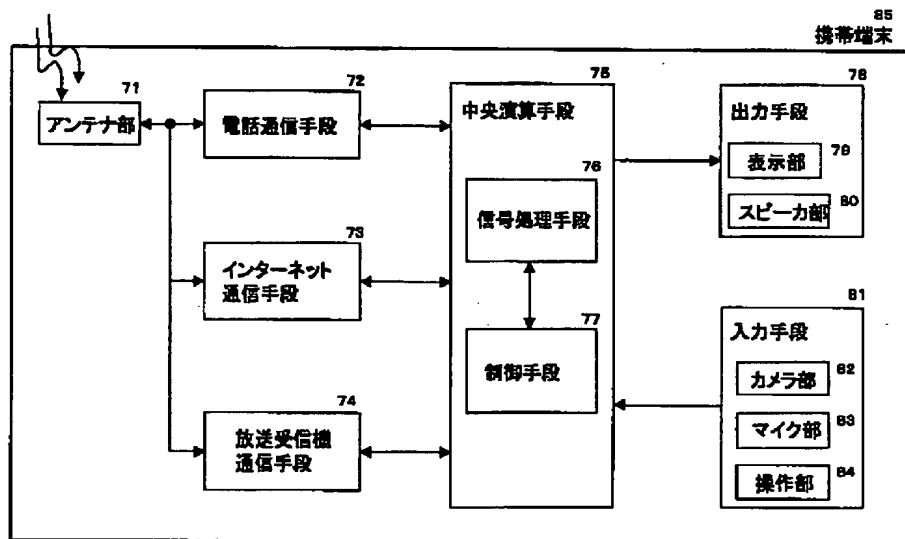 85
携帯端末
71
アンテナ部
72
電話通信手段
73
インターネット
通信手段
74
放送受信機
通信手段
75
中央演算手段
76
信号処理手段
77
制御手段
78
出力手段
表示部
79
スピーカ部
80
81
入力手段
カメラ部
82
マイク部
83
操作部
84